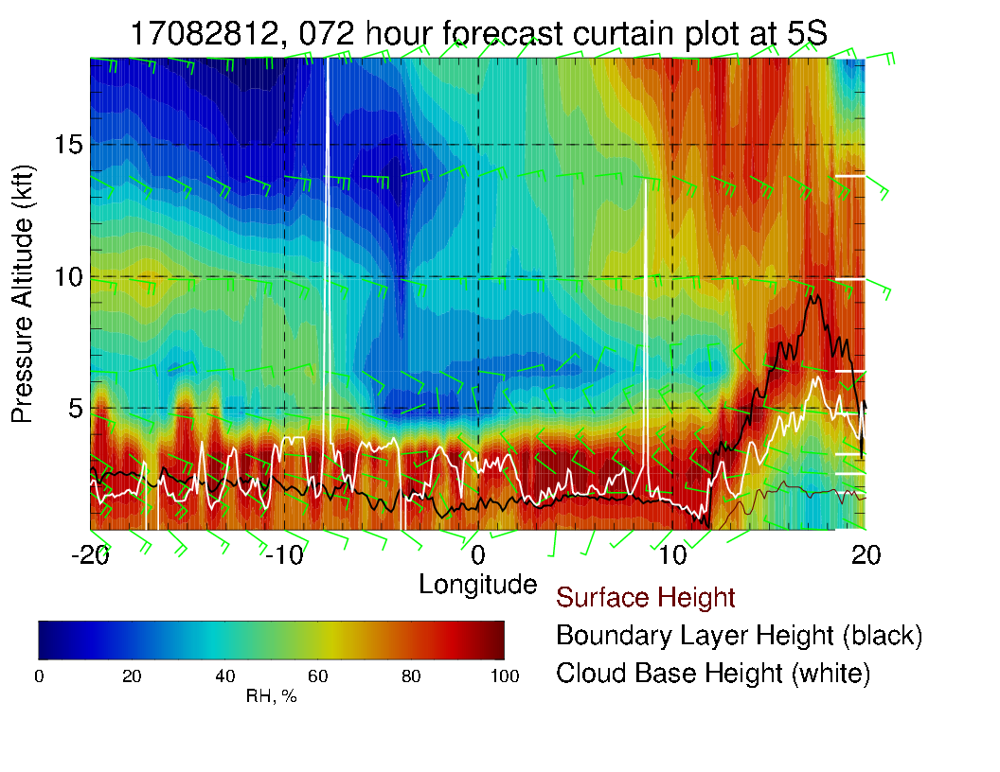 17082812, 072 hour forecast curtain plot at 5S
Pressure Altitude (kft)
15
10
5
-20 -10 0 10 20
Longitude
Surface Height
Boundary Layer Height (black)
Cloud Base Height (white)
0 20 40 60 80 100
RH, %